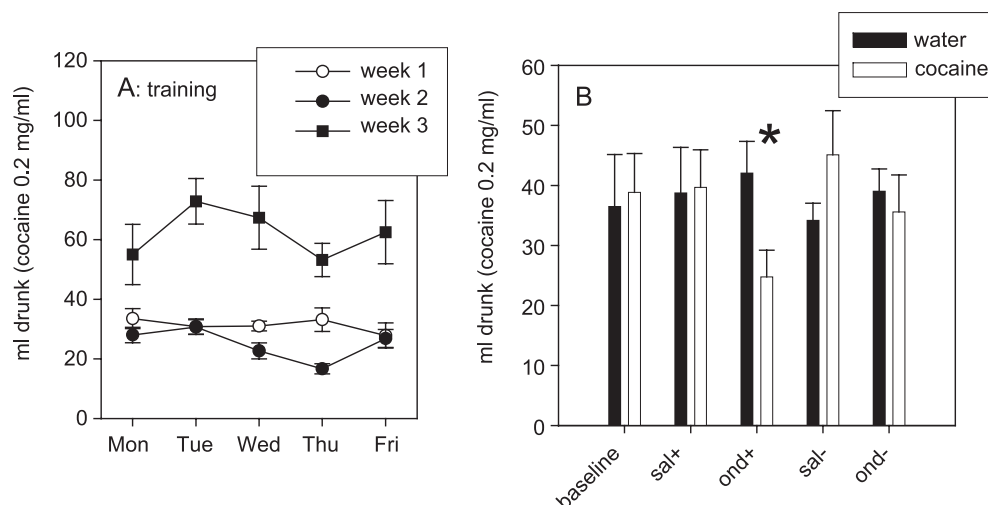 ml drunk (cocaine 0.2 mg/ml)
120
100
80
60
40
20
0
A: training
week 1
week 2
week 3
Mon Tue Wed Thu Fri
ml drunk (cocaine 0.2 mg/ml)
60
50
40
30
20
10
0
B
*
water
cocaine
baseline sal+ ond+ sal- ond-